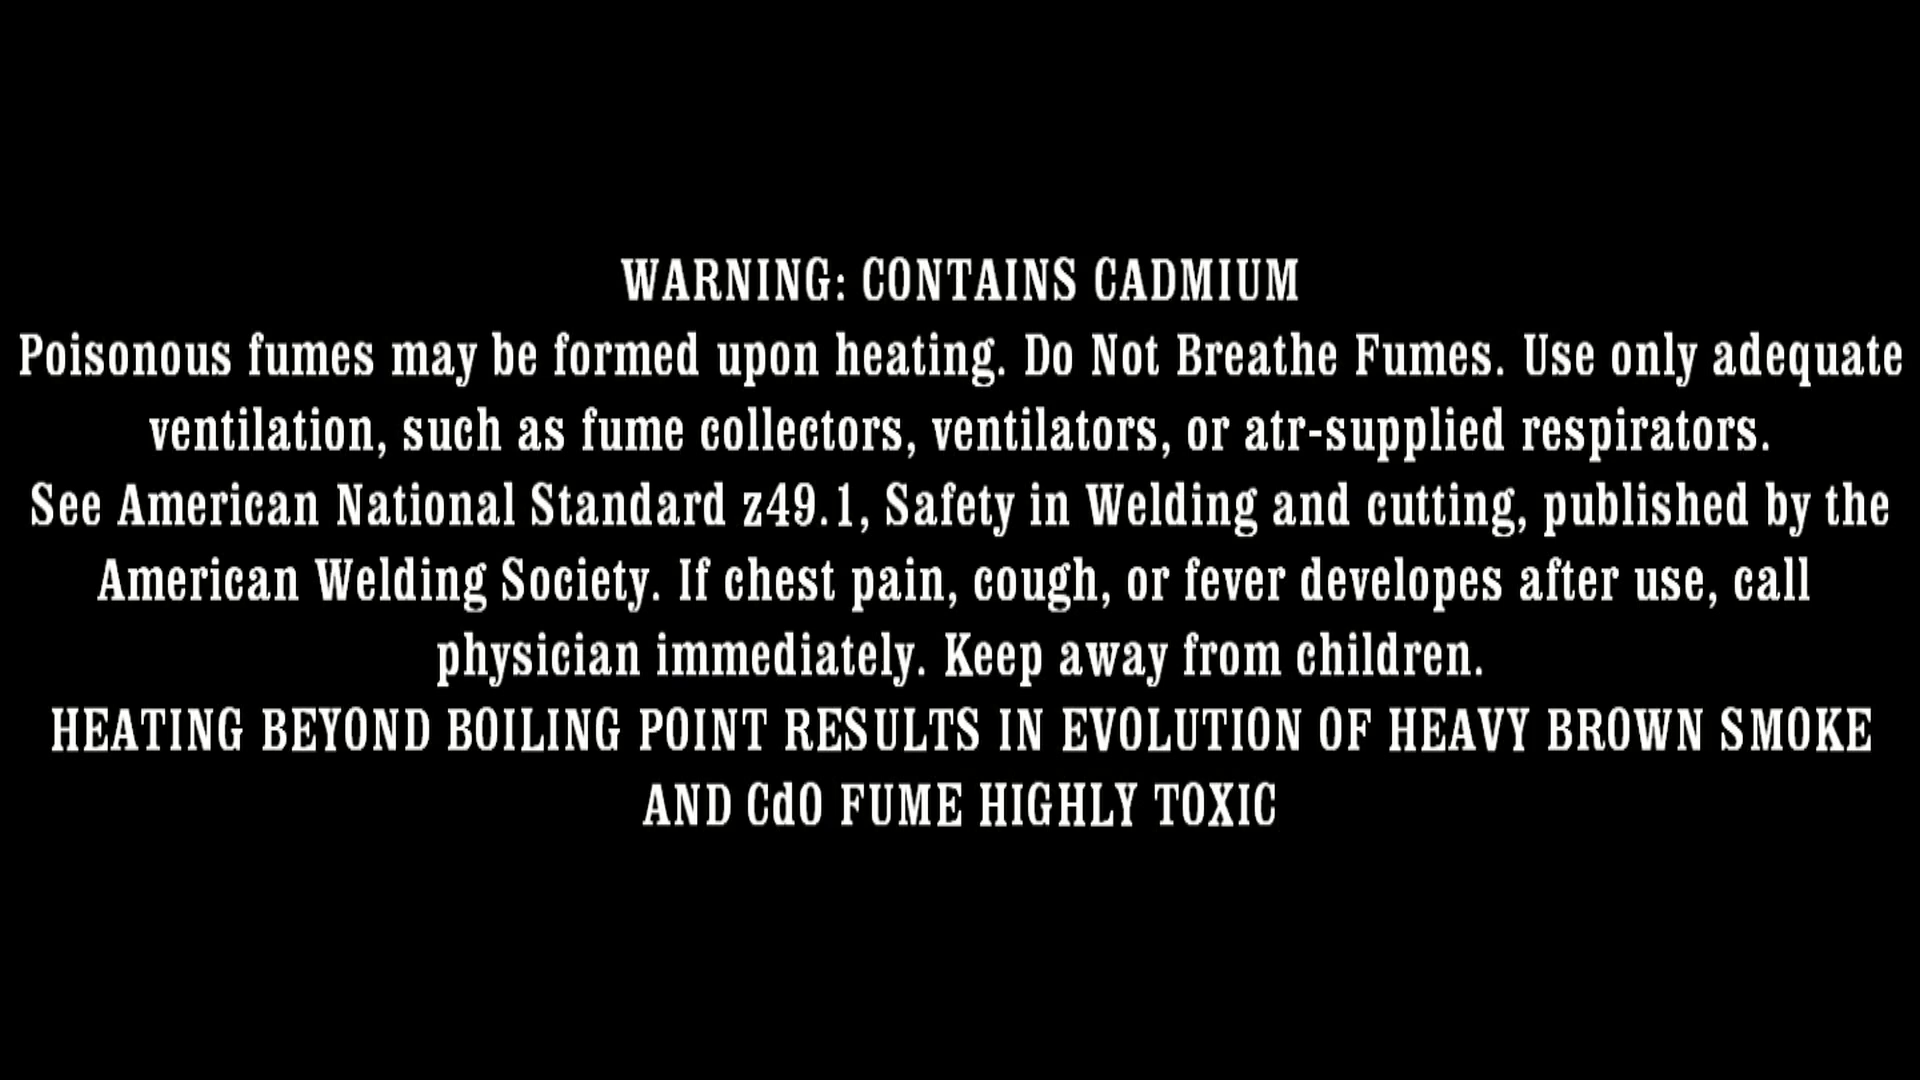 WARNING: CONTAINS CADMIUM
Poisonous fumes may be formed upon heating. Do Not Breathe Fumes. Use only adequate
ventilation, such as fume collectors, ventilators, or atr-supplied respirators.
See American National Standard z49.1, Safety in Welding and cutting, published by the
American Welding Society. If chest pain, cough, or fever developes after use, call
physician immediately. Keep away from children.
HEATING BEYOND BOILING POINT RESULTS IN EVOLUTION OF HEAVY BROWN SMOKE
AND CdO FUME HIGHLY TOXIC